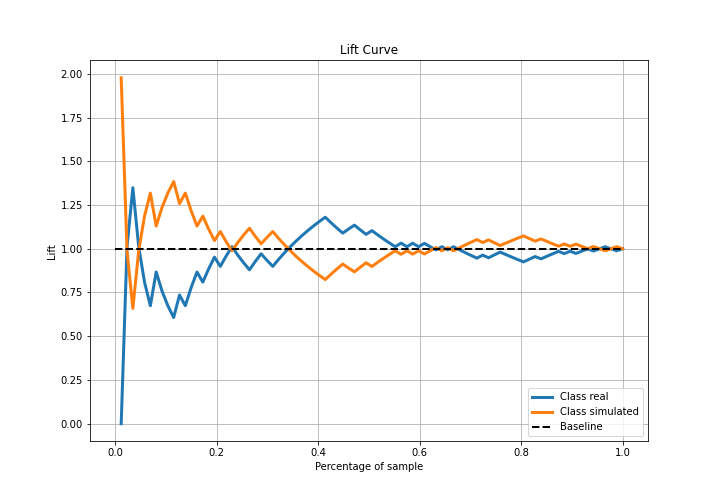 Lift Curve
2.00
1.75
1.50
1.25
1.00
0.75
0.50
0.25
0.00
Lift
0.0 0.2 0.4 0.6 0.8 1.0
Percentage of sample
Class real
Class simulated
Baseline